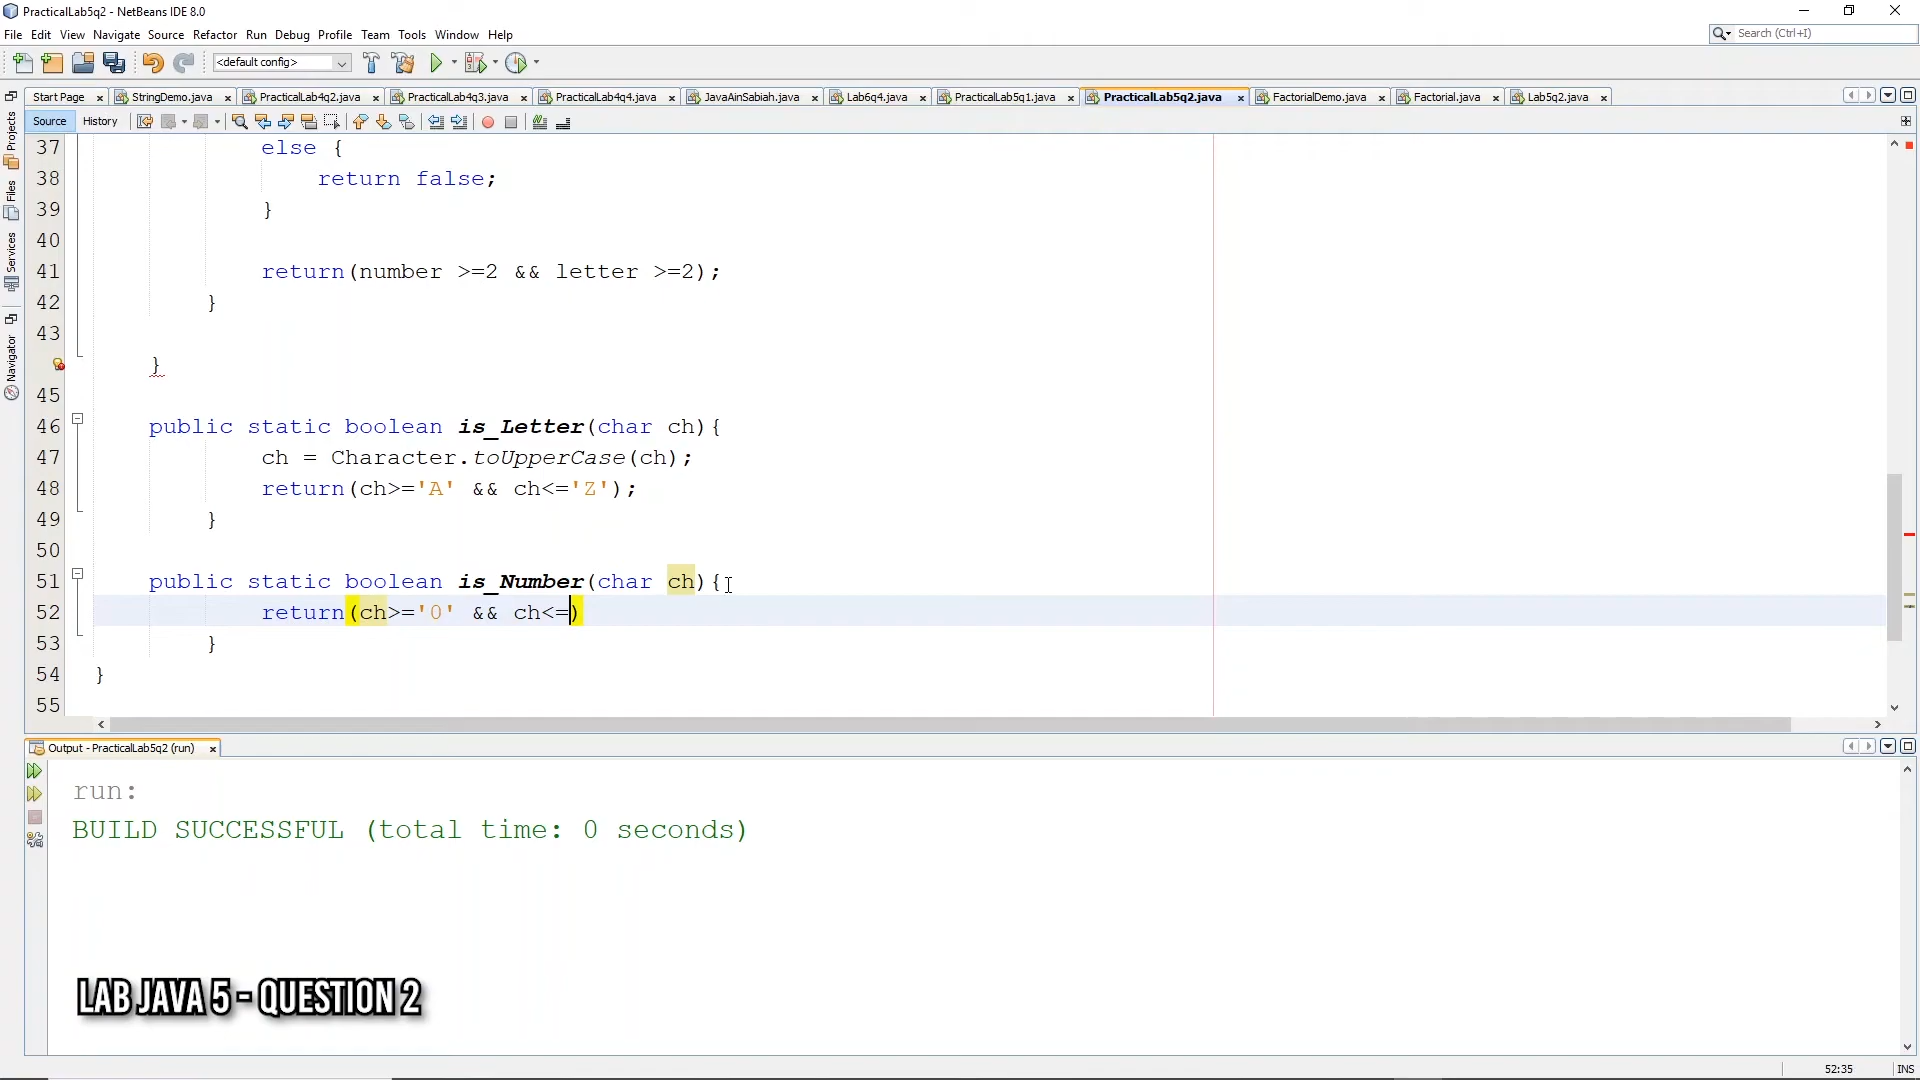 PracticalLab5q2 - NetBeans IDE 8.0
File Edit View Navigate Source Refactor Run Debug Profile Team Tools Window Help
Search (Ctrl+I)
<default config>
Start Page StringDemo.java PracticalLab4q2.java PracticalLab4q3.java PracticalLab4q4.java JavaAinSabiah.java Lab6q4.java PracticalLab5q1.java PracticalLab5q2.java FactorialDemo.java Factorial.java Lab5q2.java
Source History
Projects
Files
Services
Navigator
37 else {
38 return false;
39 }
40
41 return(number >=2 && letter >=2);
42 }
43
}
45
46 public static boolean is_Letter(char ch){
47 ch = Character.toUpperCase(ch);
48 return(ch>='A' && ch<='Z');
49 }
50
51 public static boolean is_Number(char ch){
52 return(ch>='0' && ch<=)
53 }
54 }
55
Output - PracticalLab5q2 (run)
run:
BUILD SUCCESSFUL (total time: 0 seconds)
LAB JAVA 5 - QUESTION 2
52:35 INS